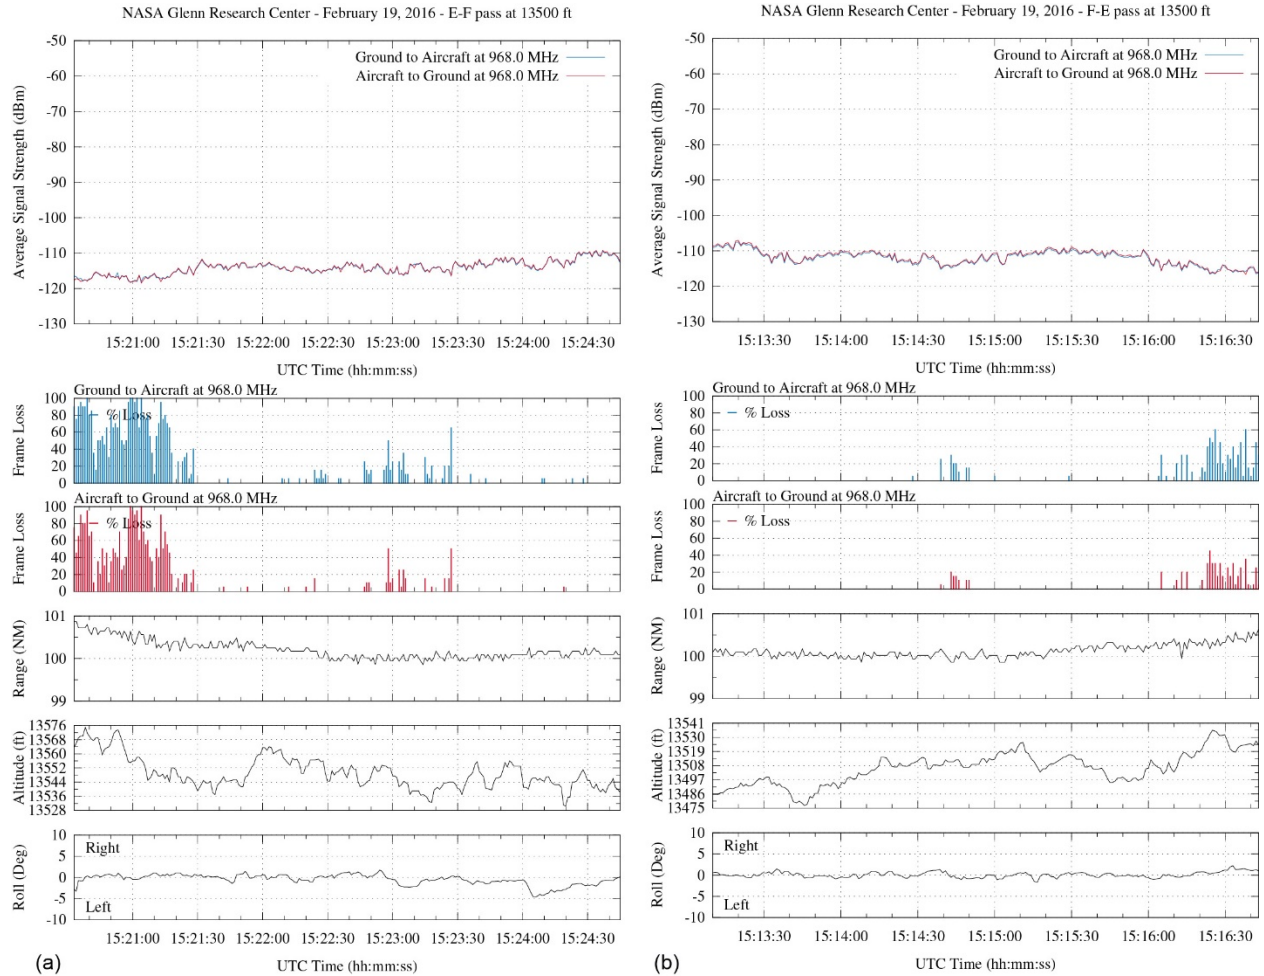 NASA Glenn Research Center - February 19, 2016 - E-F pass at 13500 ft
Average Signal Strength (dBm)
-50
-60
-70
-80
-90
-100
-110
-120
-130
Ground to Aircraft at 968.0 MHz
Aircraft to Ground at 968.0 MHz
15:21:00 15:21:30 15:22:00 15:22:30 15:23:00 15:23:30 15:24:00 15:24:30
UTC Time (hh:mm:ss)
Ground to Aircraft at 968.0 MHz
Frame Loss
100
80
60
40
20
0
% Loss
Aircraft to Ground at 968.0 MHz
Frame Loss
100
80
60
40
20
0
% Loss
Range (NM)
101
100
99
Altitude (ft)
13576
13568
13560
13552
13544
13536
13528
Roll (Deg)
10
5
0
-5
-10
Right
Left
15:21:00 15:21:30 15:22:00 15:22:30 15:23:00 15:23:30 15:24:00 15:24:30
UTC Time (hh:mm:ss)
(a)
NASA Glenn Research Center - February 19, 2016 - F-E pass at 13500 ft
Average Signal Strength (dBm)
-50
-60
-70
-80
-90
-100
-110
-120
-130
Ground to Aircraft at 968.0 MHz
Aircraft to Ground at 968.0 MHz
15:13:30 15:14:00 15:14:30 15:15:00 15:15:30 15:16:00 15:16:30
UTC Time (hh:mm:ss)
Ground to Aircraft at 968.0 MHz
Frame Loss
100
80
60
40
20
0
% Loss
Aircraft to Ground at 968.0 MHz
Frame Loss
100
80
60
40
20
0
% Loss
Range (NM)
101
100
99
Altitude (ft)
13541
13530
13519
13508
13497
13486
13475
Roll (Deg)
10
5
0
-5
-10
Right
Left
15:13:30 15:14:00 15:14:30 15:15:00 15:15:30 15:16:00 15:16:30
UTC Time (hh:mm:ss)
(b)